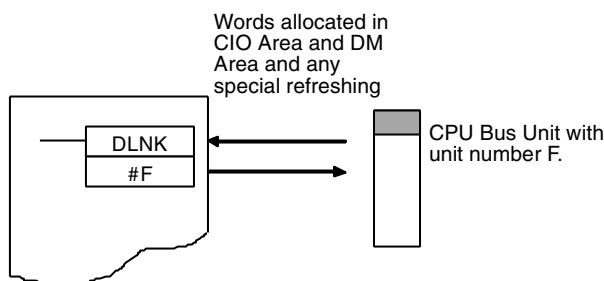 Words allocated in
CIO Area and DM
Area and any
special refreshing
DLNK
#F
CPU Bus Unit with
unit number F.